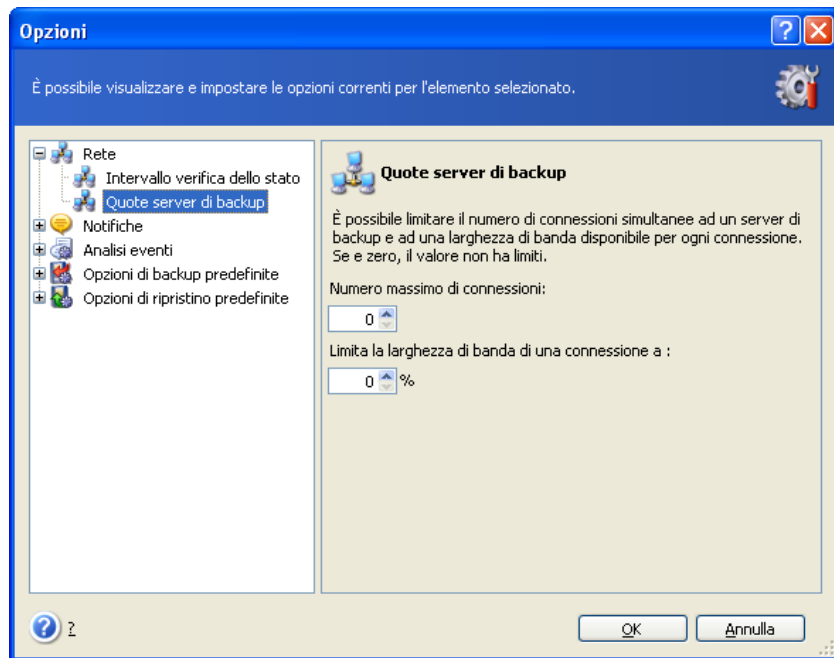 Opzioni
È possibile visualizzare e impostare le opzioni correnti per l'elemento selezionato.
Rete
Intervallo verifica dello stato
Quote server di backup
Notifiche
Analisi eventi
Opzioni di backup predefinite
Opzioni di ripristino predefinite
Quote server di backup
È possibile limitare il numero di connessioni simultanee ad un server di
backup e ad una larghezza di banda disponibile per ogni connessione.
Se e zero, il valore non ha limiti.
Numero massimo di connessioni:
0
Limita la larghezza di banda di una connessione a :
0 %
?
OK
Annulla